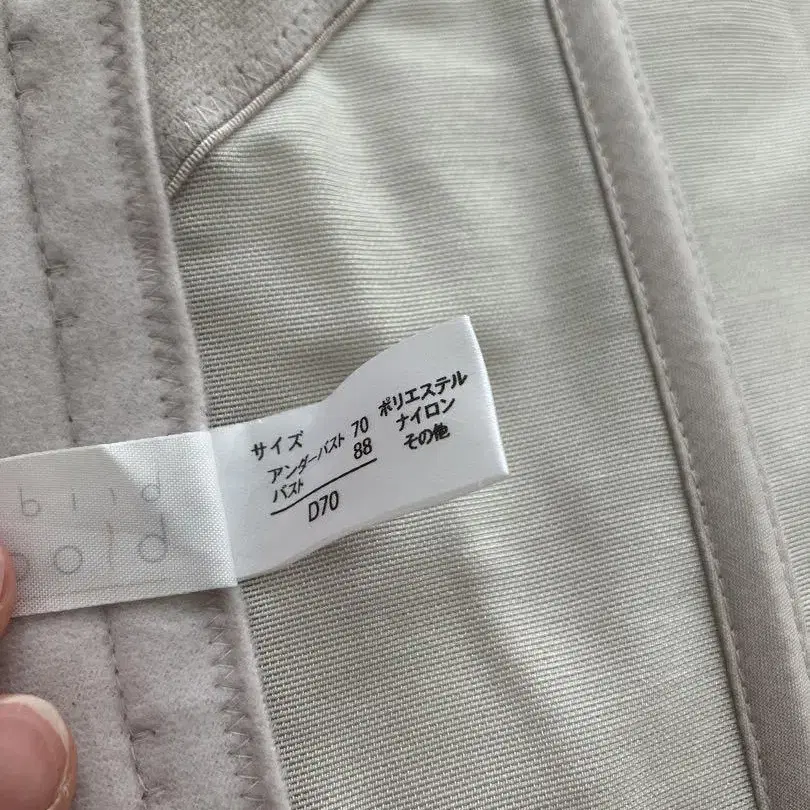 サイズ
アンダーバスト 70
バスト 88
D70
ポリエステル
ナイロン
その他